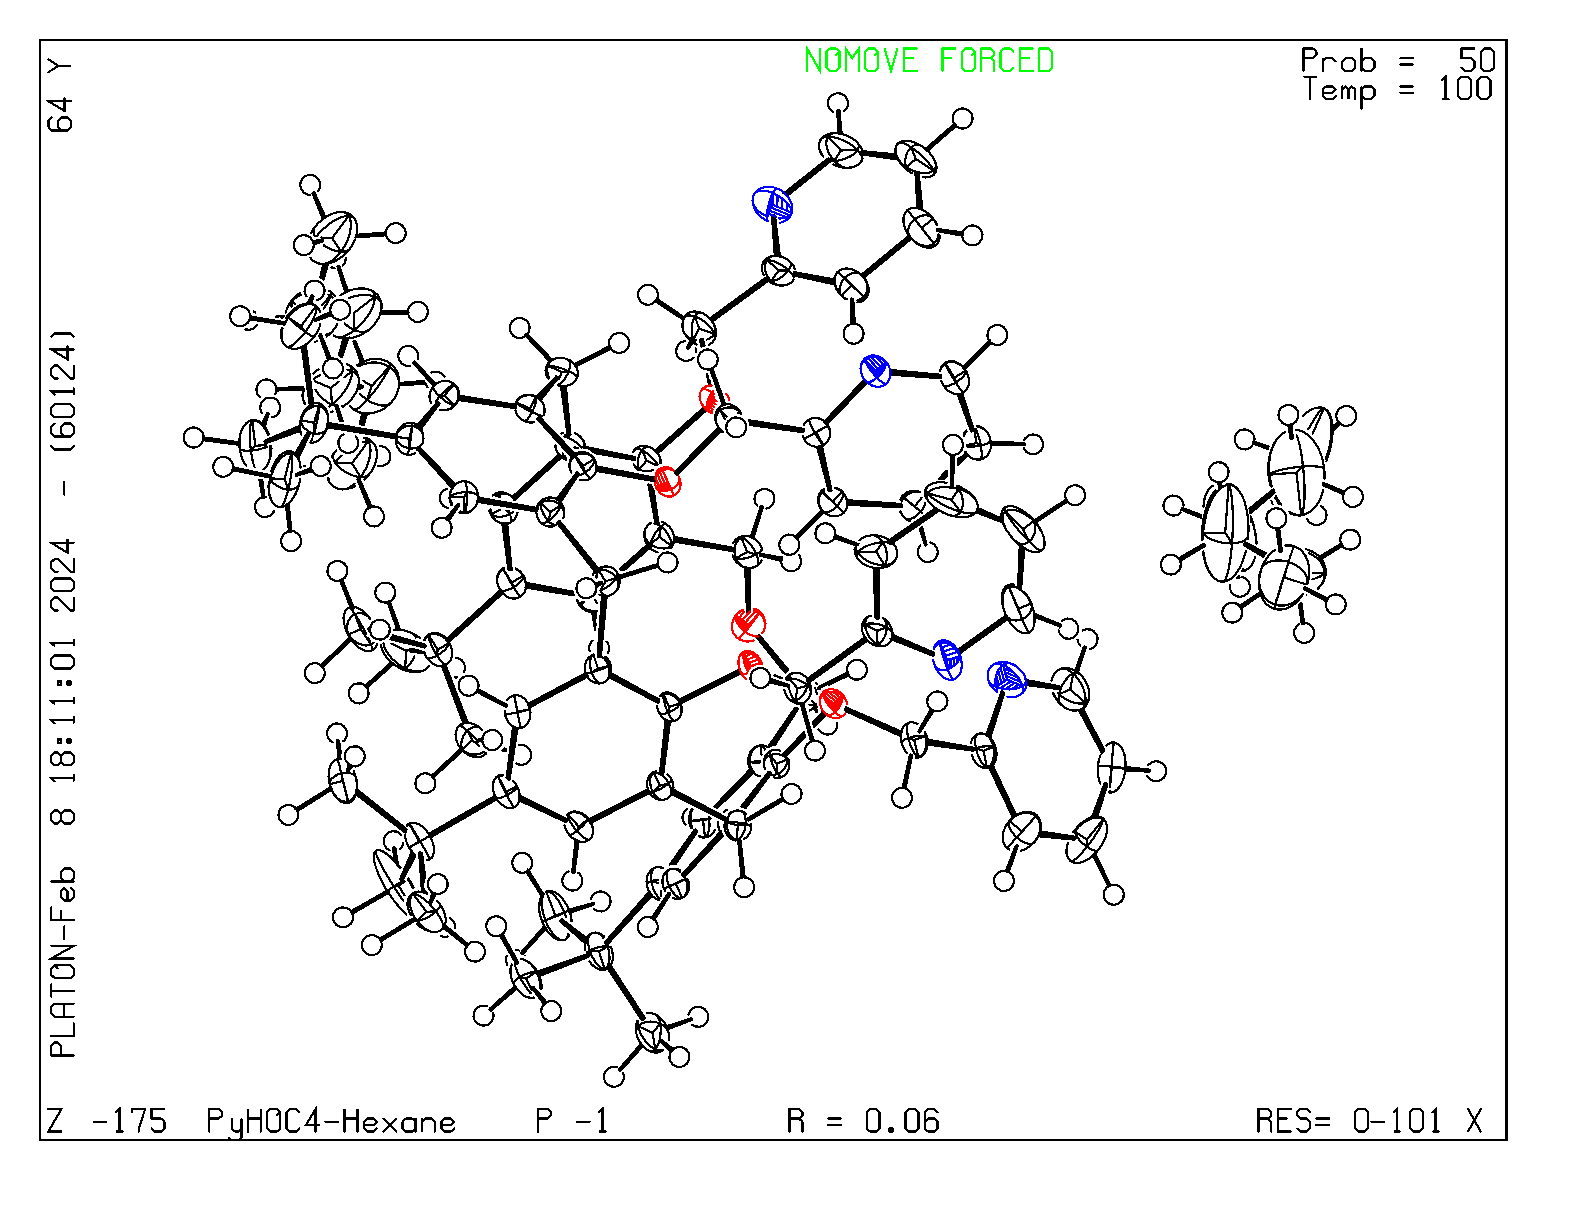 NOMOVE FORCED
Prob = 50
Temp = 100
PLATON-Feb 8 18:11:01 2024 - (60124) 64 Y
Z -175 PyHOC4-Hexane P -1 R = 0.06 RES= 0-101 X